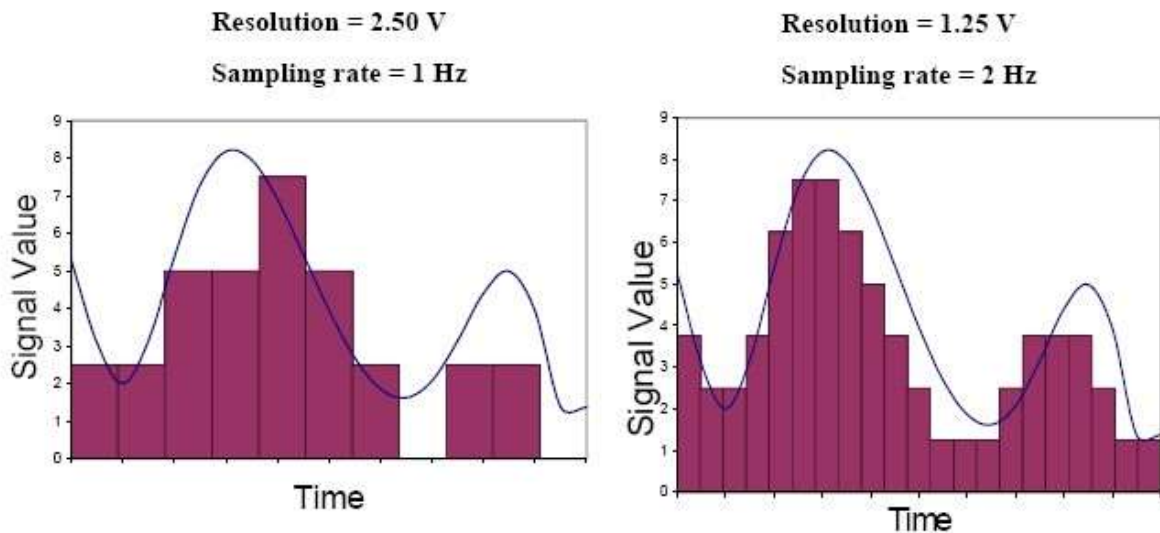 Resolution = 2.50 V
Sampling rate = 1 Hz
9
8
7
6
5
4
3
2
1
0
Signal Value
Time
Resolution = 1.25 V
Sampling rate = 2 Hz
9
8
7
6
5
4
3
2
1
0
Signal Value
Time